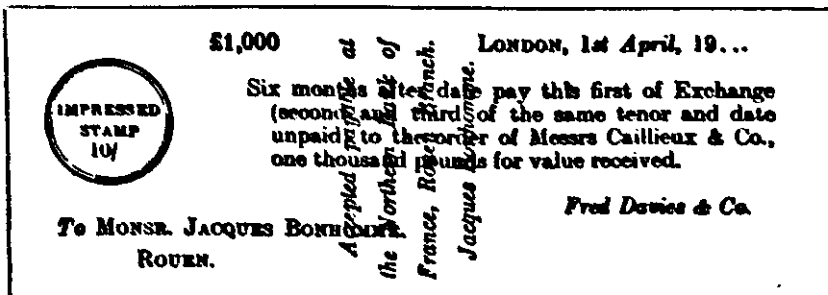 £1,000 LONDON, 1st April, 19...
Six months after date pay this first of Exchange
(second and third of the same tenor and date
unpaid) to the order of Messrs Caillieux & Co.,
one thousand pounds for value received.
IMPRESSED
STAMP
10/
Fred Davies & Co.
To MONSR. JACQUES BONHOMME.
ROUEN.
Accepted payable at
the Northern Bank of
France, Rouen Branch.
Jacques Bonhomme.